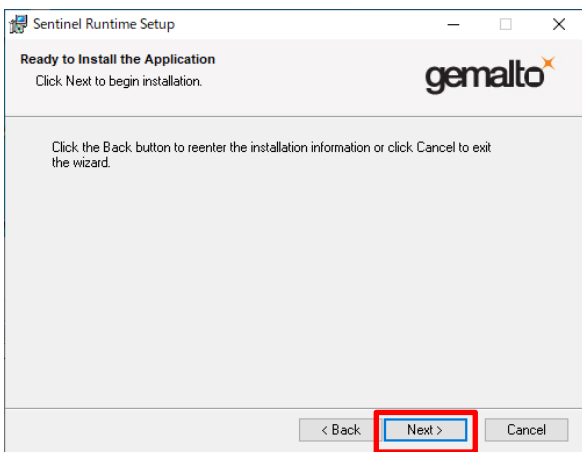 Sentinel Runtime Setup
Ready to Install the Application
Click Next to begin installation.
gemalto
Click the Back button to reenter the installation information or click Cancel to exit
the wizard.
< Back
Next >
Cancel